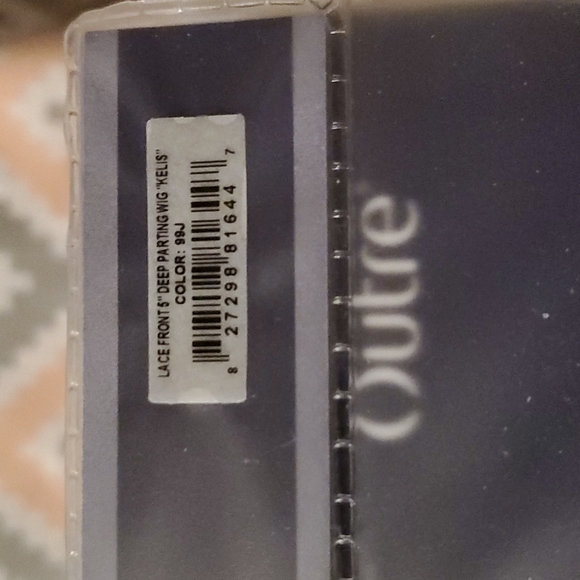 LACE FRONT 5" DEEP PARTING WIG "KELIS"
COLOR: 99J
8 27298 81644 7
Outre